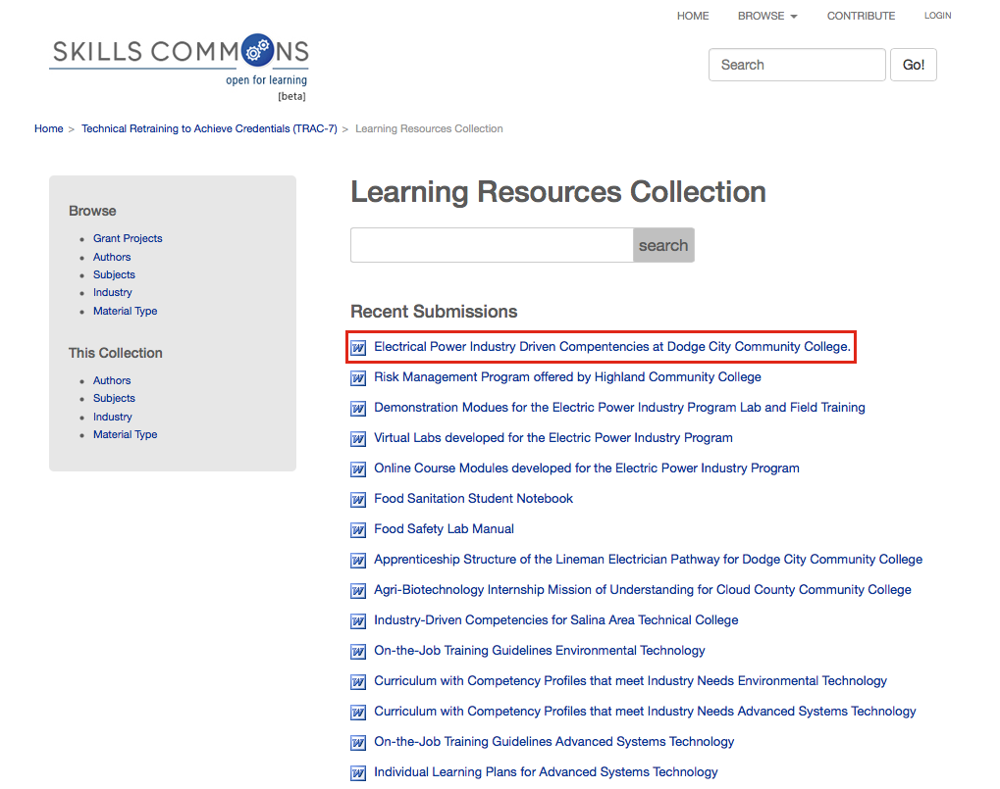 HOME BROWSE CONTRIBUTE LOGIN
SKILLS COMMONS
open for learning
[beta]
Search Go!
Home > Technical Retraining to Achieve Credentials (TRAC-7) > Learning Resources Collection
Browse
Grant Projects
Authors
Subjects
Industry
Material Type
This Collection
Authors
Subjects
Industry
Material Type
Learning Resources Collection
search
Recent Submissions
Electrical Power Industry Driven Compentencies at Dodge City Community College.
Risk Management Program offered by Highland Community College
Demonstration Modues for the Electric Power Industry Program Lab and Field Training
Virtual Labs developed for the Electric Power Industry Program
Online Course Modules developed for the Electric Power Industry Program
Food Sanitation Student Notebook
Food Safety Lab Manual
Apprenticeship Structure of the Lineman Electrician Pathway for Dodge City Community College
Agri-Biotechnology Internship Mission of Understanding for Cloud County Community College
Industry-Driven Competencies for Salina Area Technical College
On-the-Job Training Guidelines Environmental Technology
Curriculum with Competency Profiles that meet Industry Needs Environmental Technology
Curriculum with Competency Profiles that meet Industry Needs Advanced Systems Technology
On-the-Job Training Guidelines Advanced Systems Technology
Individual Learning Plans for Advanced Systems Technology